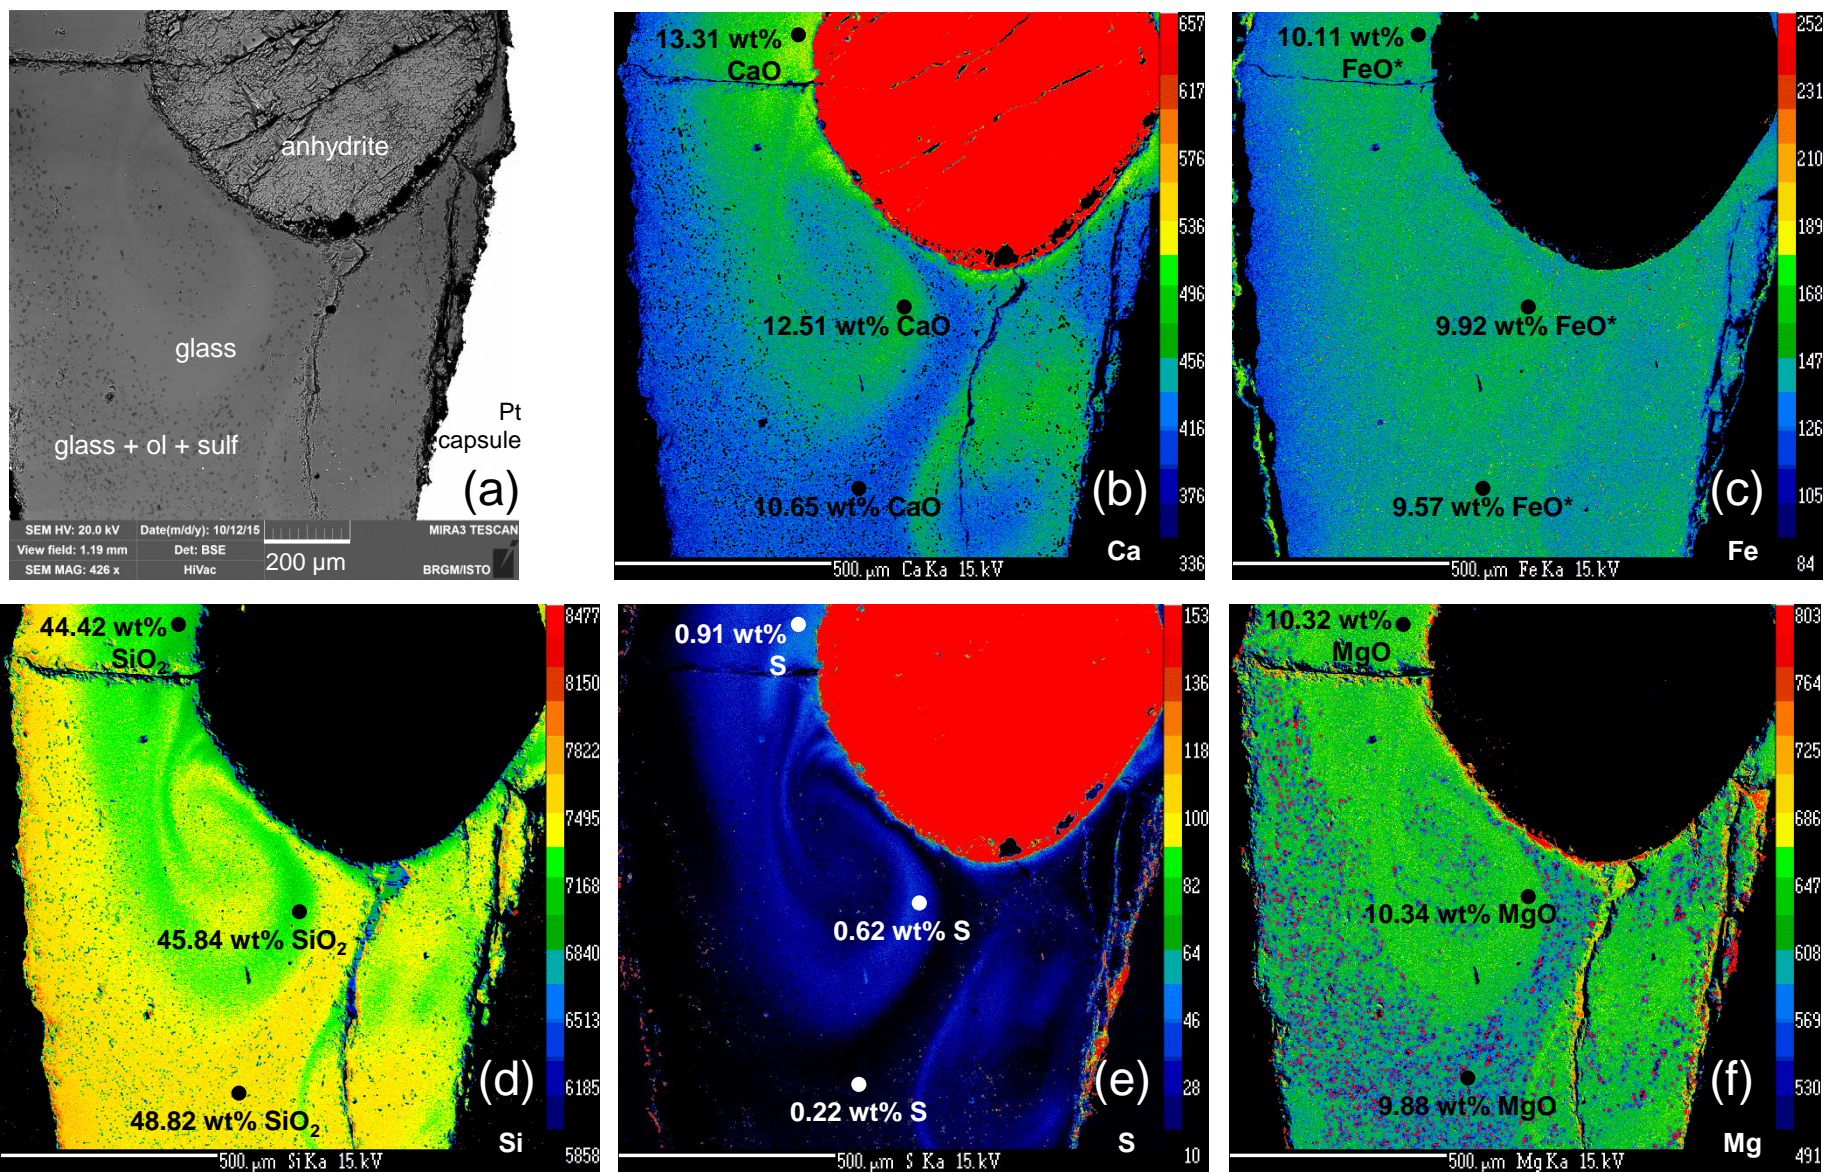 anhydrite
glass
glass + ol + sulf
Pt
capsule
(a)
SEM HV: 20.0 kV
Date(m/d/y): 10/12/15
MIRA3 TESCAN
View field: 1.19 mm
Det: BSE
SEM MAG: 426 x
HiVac
200 µm
BRGM/ISTO
13.31 wt%
CaO
12.51 wt% CaO
10.65 wt% CaO
(b)
Ca
657
617
576
536
496
456
416
376
336
500. µm Ca Ka 15. kV
10.11 wt%
FeO*
9.92 wt% FeO*
9.57 wt% FeO*
(c)
Fe
252
231
210
189
168
147
126
105
84
500. µm Fe Ka 15. kV
44.42 wt%
SiO2
45.84 wt% SiO2
48.82 wt% SiO2
(d)
Si
8477
8150
7822
7495
7168
6840
6513
6185
5858
500. µm Si Ka 15. kV
0.91 wt%
S
0.62 wt% S
0.22 wt% S
(e)
S
153
136
118
100
82
64
46
28
10
500. µm S Ka 15. kV
10.32 wt%
MgO
10.34 wt% MgO
9.88 wt% MgO
(f)
Mg
803
764
725
686
647
608
569
530
491
500. µm Mg Ka 15. kV